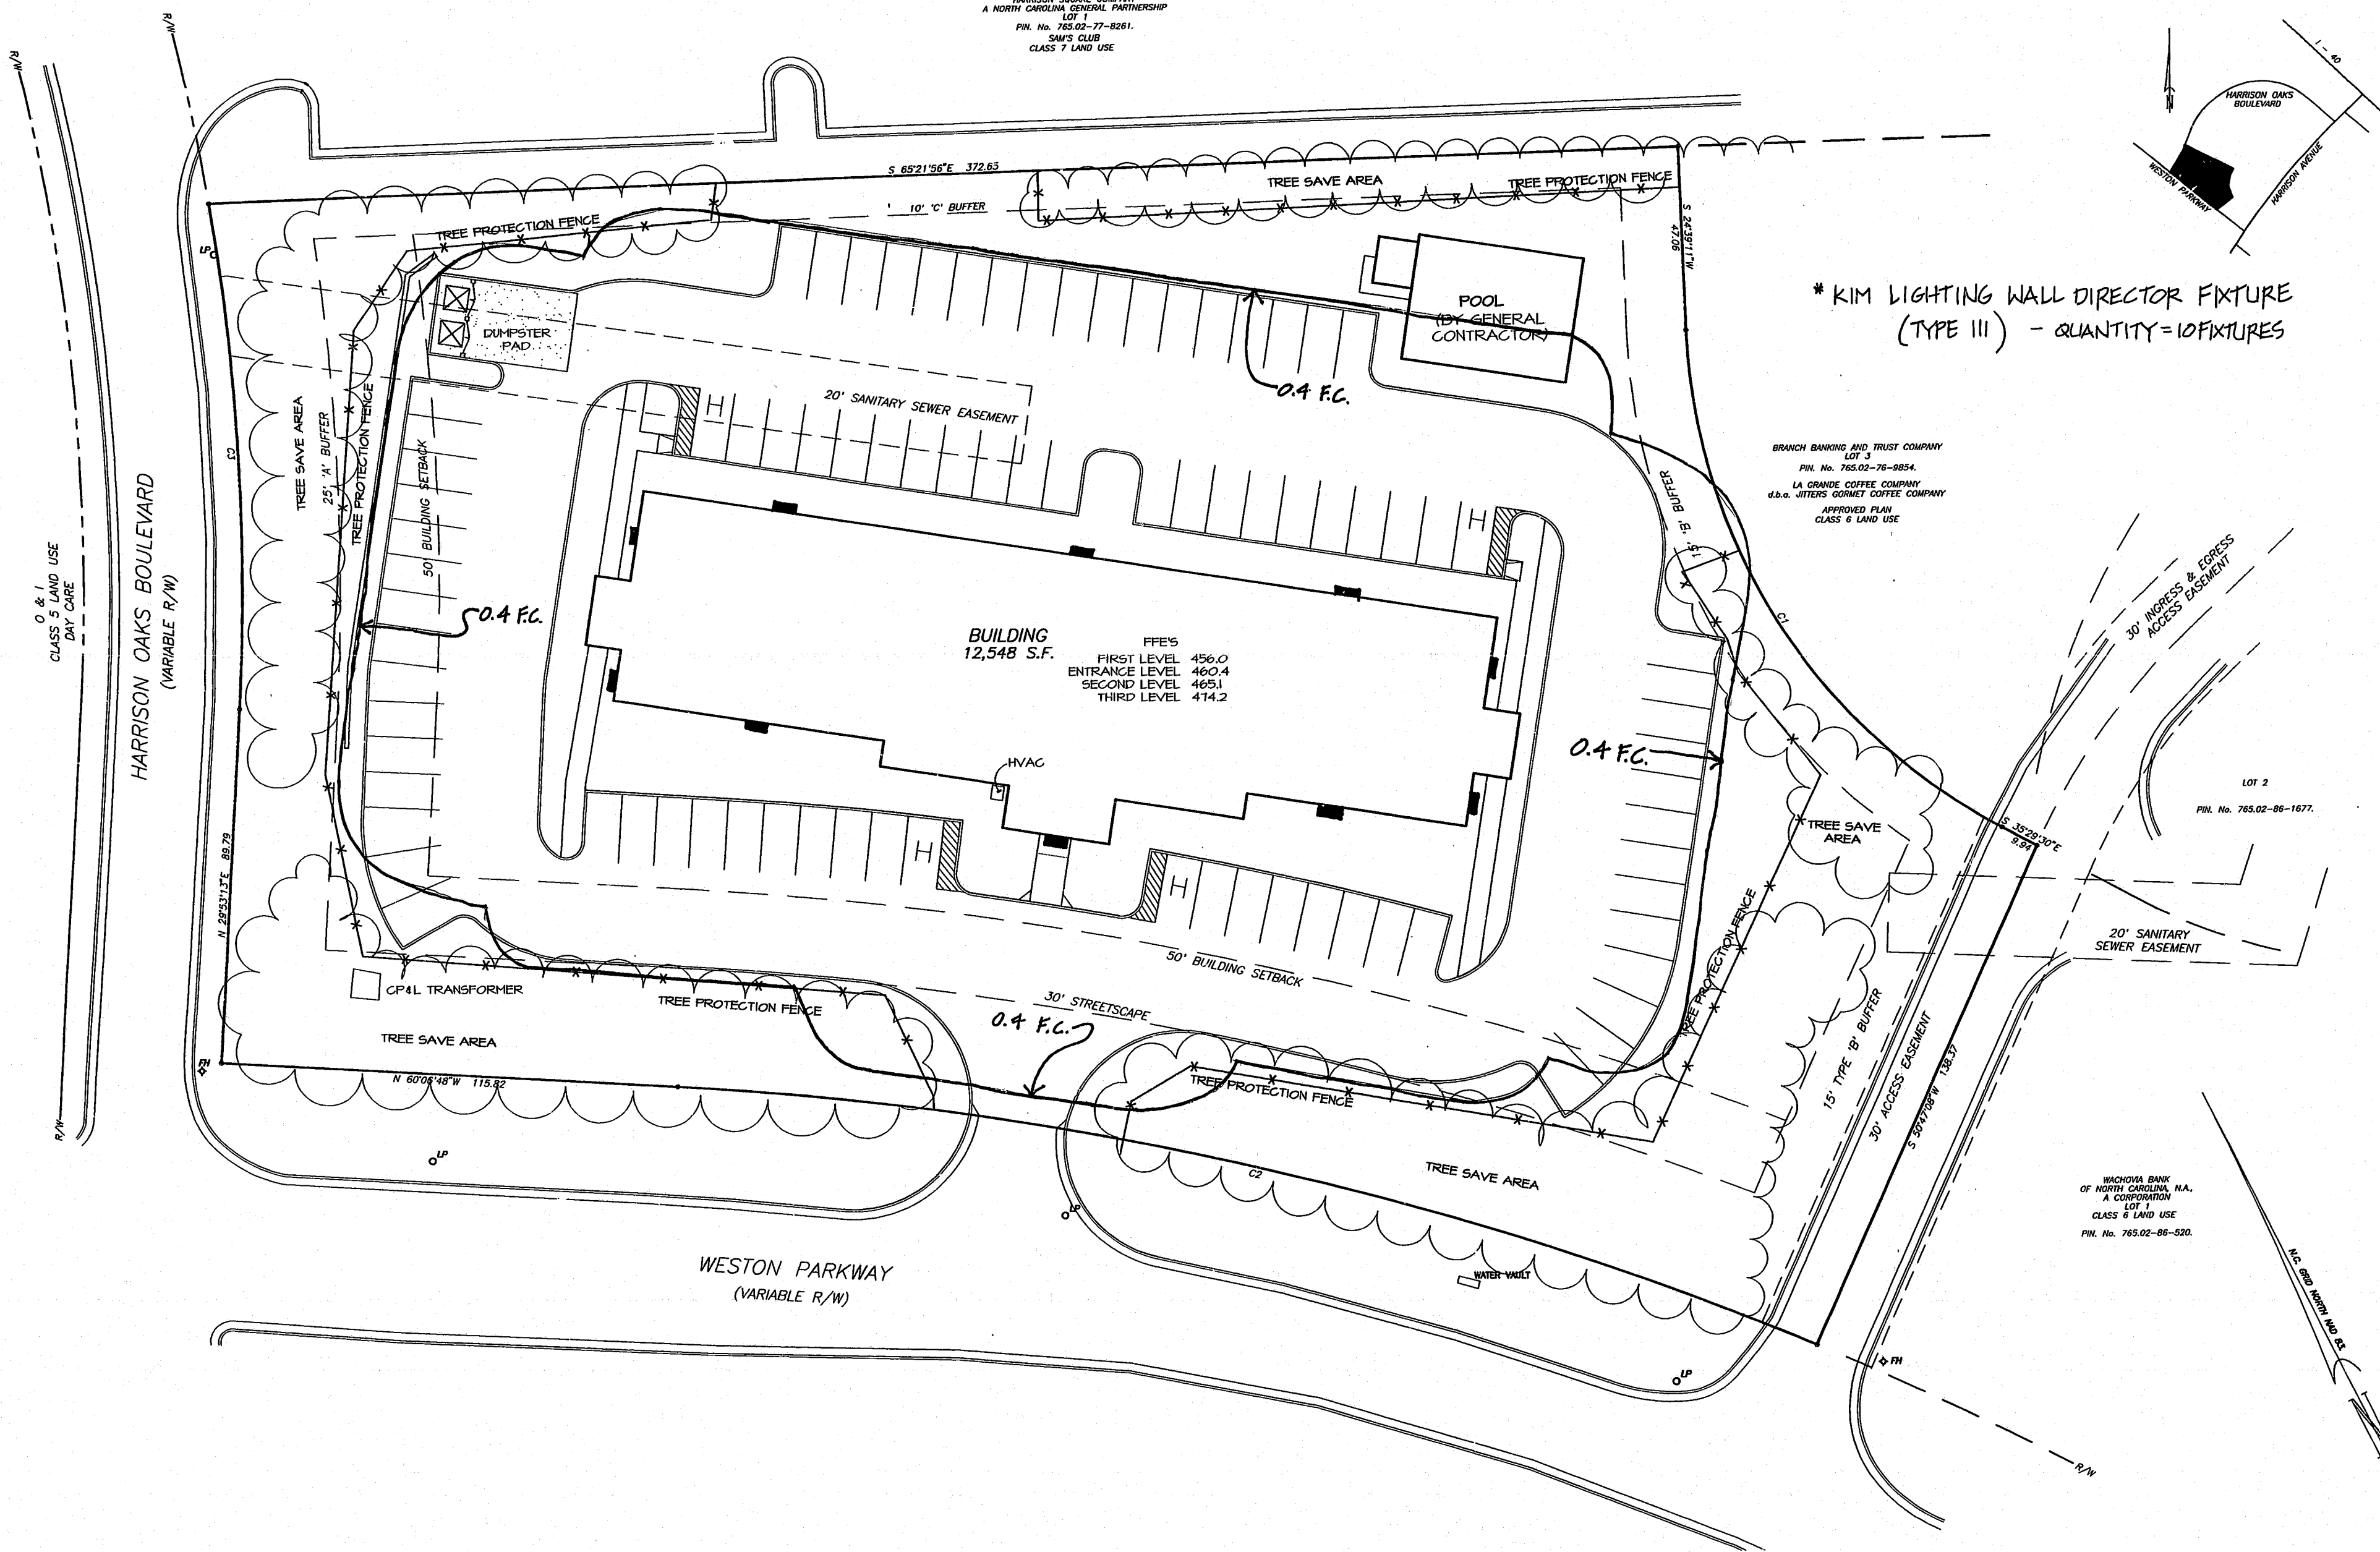 HARRISON SQUARE COMPANY
A NORTH CAROLINA GENERAL PARTNERSHIP
LOT 1
PIN. No. 765.02-77-8261.
SAM'S CLUB
CLASS 7 LAND USE
R/W
R/W
I - 40
HARRISON OAKS
BOULEVARD
N
WESTON PARKWAY
HARRISON AVENUE
S 65°21'56"E 372.63
TREE SAVE AREA
TREE PROTECTION FENCE
10' 'C' BUFFER
TREE PROTECTION FENCE
S 24°39'11"W
47.06
LP
* KIM LIGHTING WALL DIRECTOR FIXTURE
(TYPE III) - QUANTITY = 10 FIXTURES
POOL
(BY GENERAL
CONTRACTOR)
DUMPSTER
PAD
0.4 F.C.
20' SANITARY SEWER EASEMENT
H
TREE SAVE AREA
25' 'A' BUFFER
TREE PROTECTION FENCE
50' BUILDING SETBACK
C3
BRANCH BANKING AND TRUST COMPANY
LOT 3
PIN. No. 765.02-76-9854.
LA GRANDE COFFEE COMPANY
d.b.a. JITTERS GORMET COFFEE COMPANY
APPROVED PLAN
CLASS 6 LAND USE
15' 'B' BUFFER
H
O & I
CLASS 5 LAND USE
DAY CARE
HARRISON OAKS BOULEVARD
(VARIABLE R/W)
0.4 F.C.
BUILDING
12,548 S.F.
FFE'S
FIRST LEVEL 456.0
ENTRANCE LEVEL 460.4
SECOND LEVEL 465.1
THIRD LEVEL 474.2
C1
30' INGRESS & EGRESS
ACCESS EASEMENT
HVAC
0.4 F.C.
LOT 2
PIN. No. 765.02-86-1677.
TREE SAVE
AREA
S 35°29'30"E
9.94
N 29°53'13"E 89.79
H
H
20' SANITARY
SEWER EASEMENT
TREE PROTECTION FENCE
50' BUILDING SETBACK
CP&L TRANSFORMER
TREE PROTECTION FENCE
30' STREETSCAPE
0.4 F.C.
TREE SAVE AREA
15' TYPE 'B' BUFFER
30' ACCESS EASEMENT
S 50°47'08"W 138.37
FH
N 60°06'48"W 115.82
TREE PROTECTION FENCE
R/W
LP
C2
TREE SAVE AREA
LP
WACHOVIA BANK
OF NORTH CAROLINA, N.A.,
A CORPORATION
LOT 1
CLASS 6 LAND USE
PIN. No. 765.02-86-520.
WESTON PARKWAY
(VARIABLE R/W)
WATER VAULT
N.C. GRID NORTH NAD 83
FH
LP
R/W